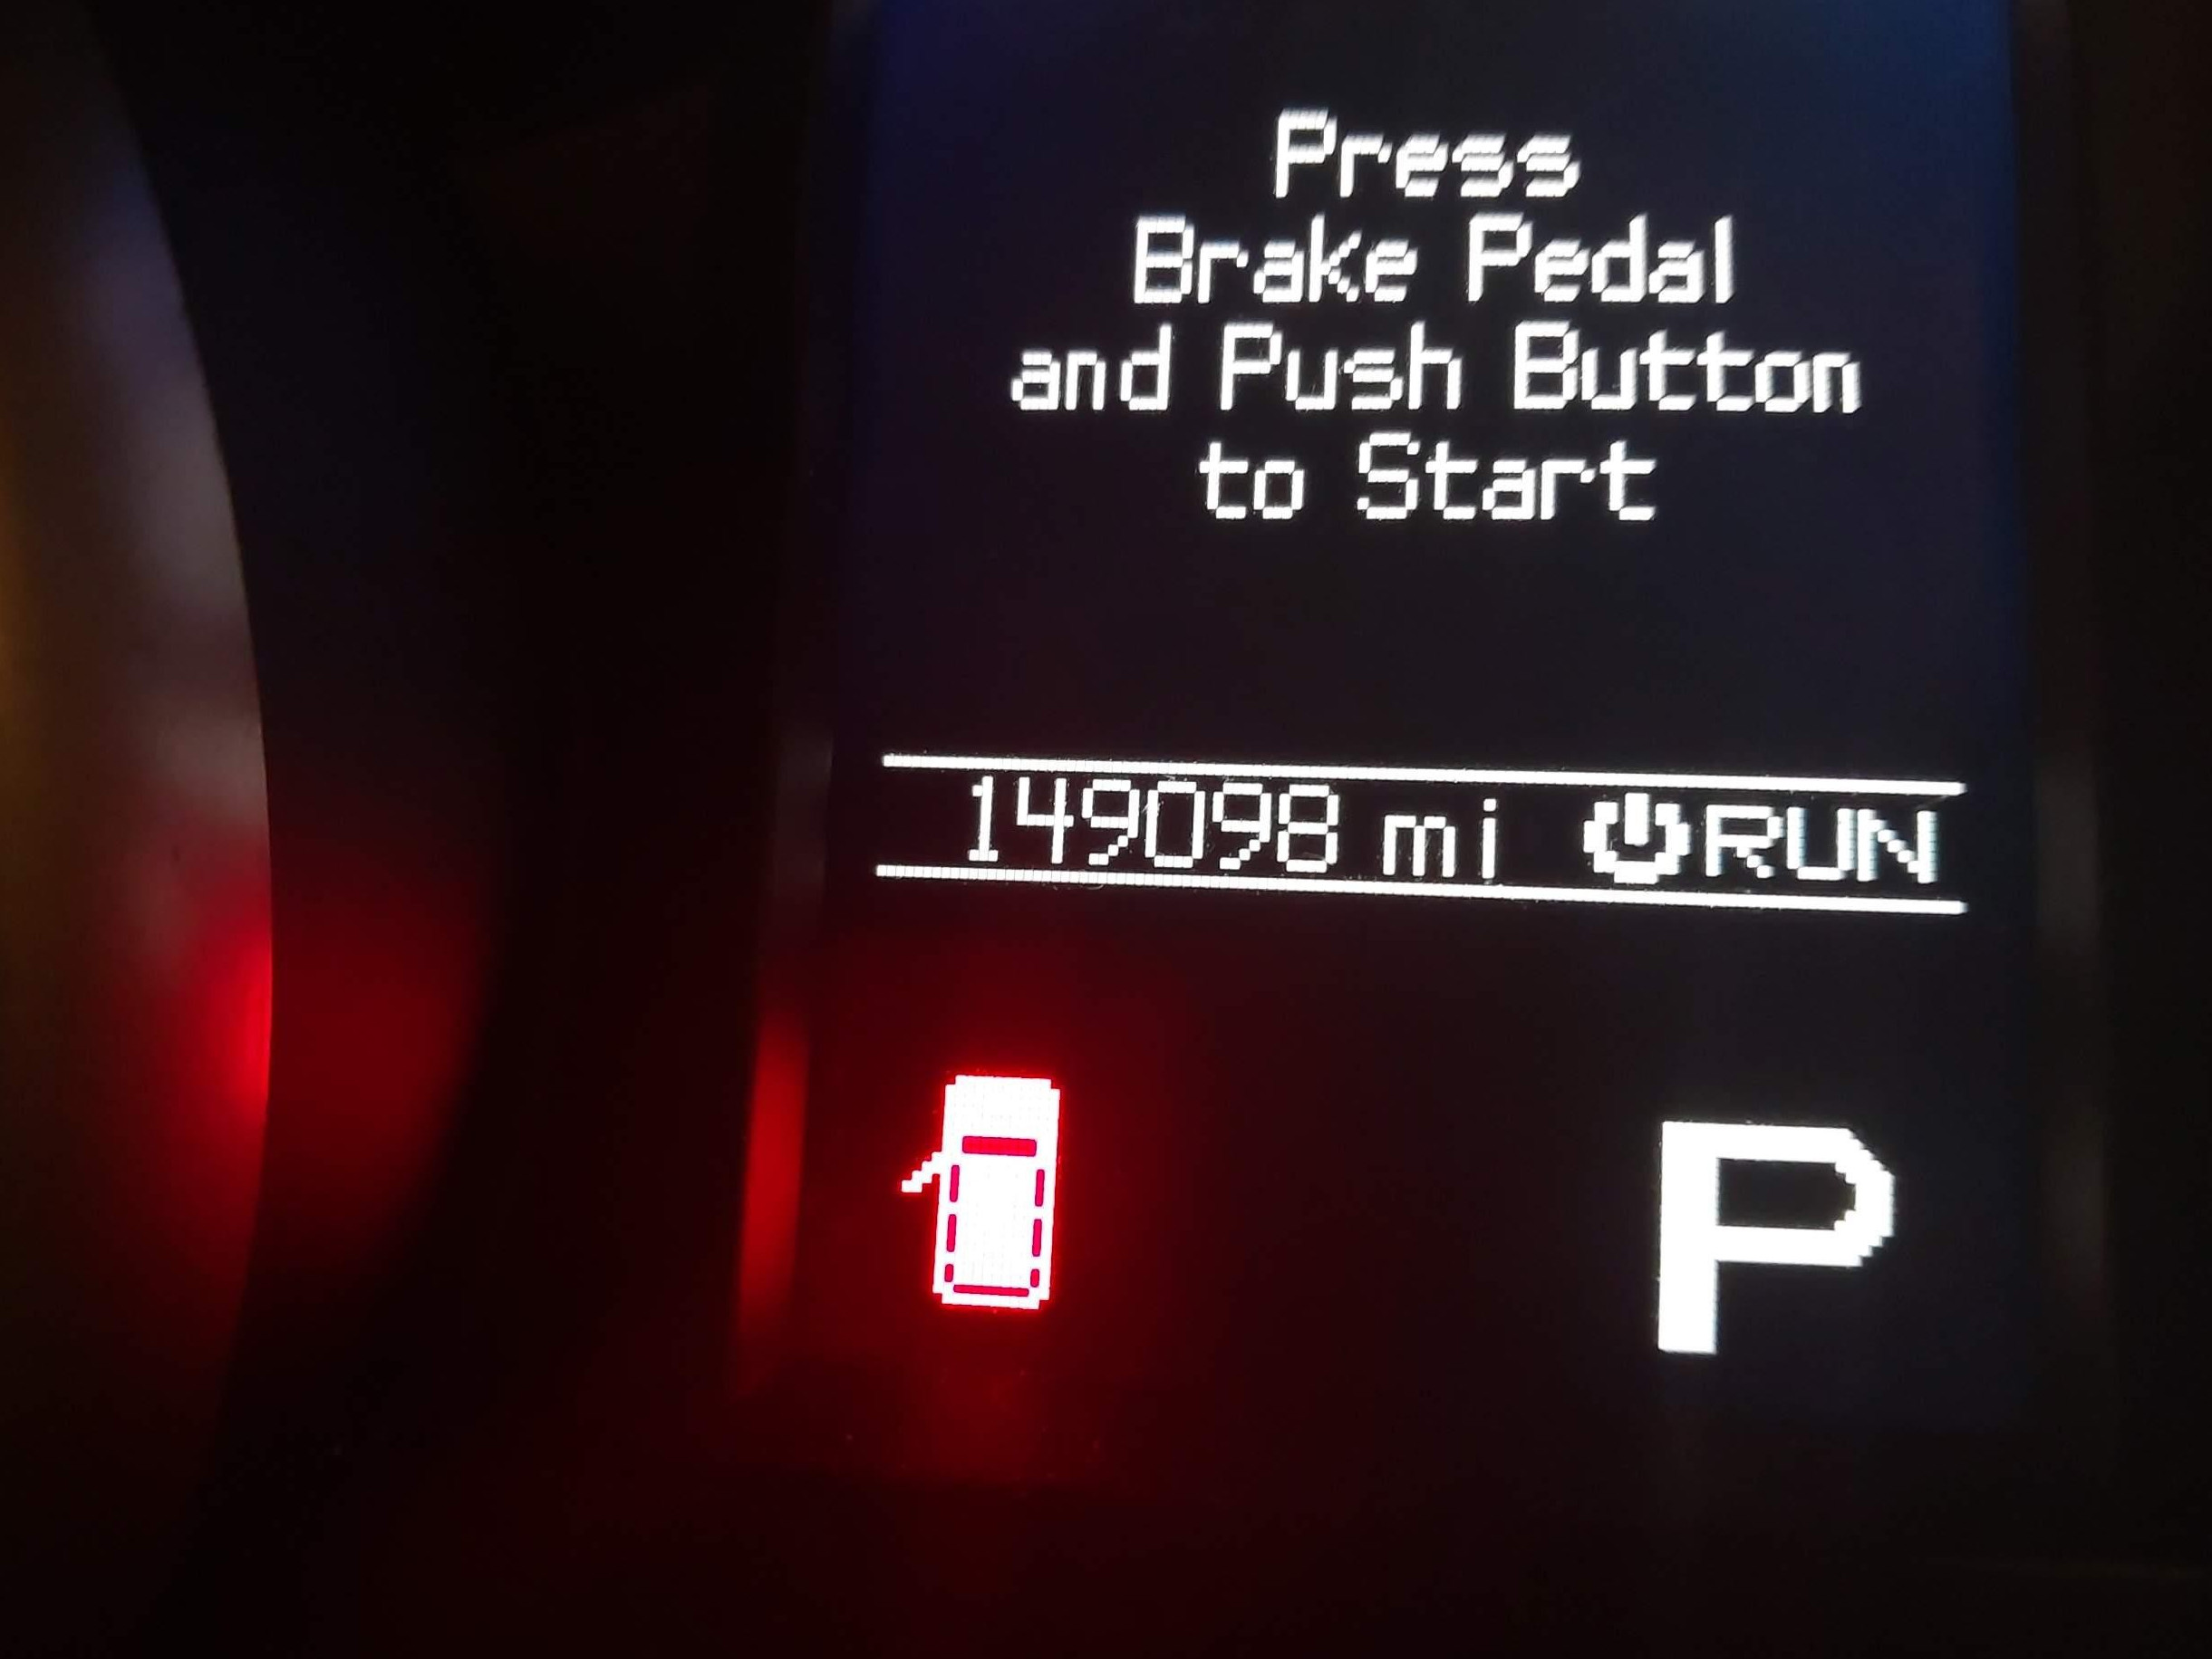 Press
Brake Pedal
and Push Button
to Start
149098 mi RUN
P